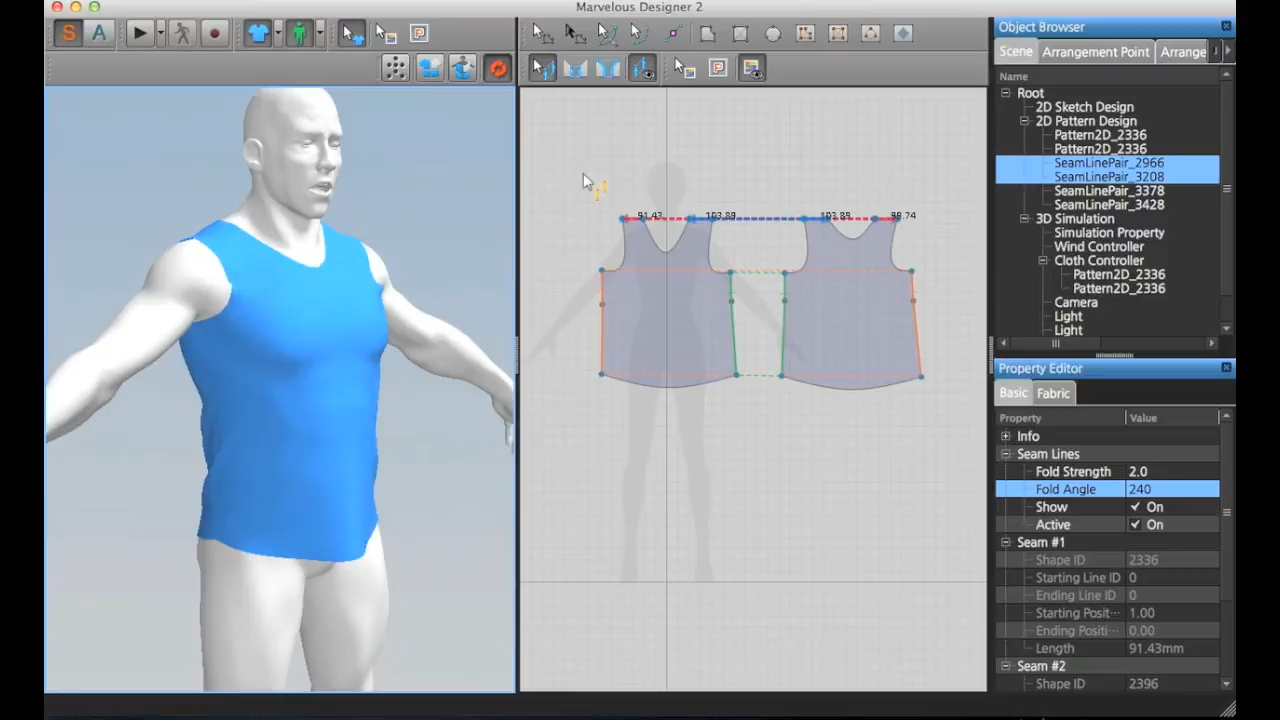 Marvelous Designer 2
S A
Object Browser
Scene Arrangement Point Arrange
Name
Root
2D Sketch Design
2D Pattern Design
Pattern2D_2336
Pattern2D_2336
SeamLinePair_2966
SeamLinePair_3208
SeamLinePair_3378
SeamLinePair_3428
3D Simulation
Simulation Property
Wind Controller
Cloth Controller
Pattern2D_2336
Pattern2D_2336
Camera
Light
Light
91.43 103.89 103.89 99.74
Property Editor
Basic Fabric
Property Value
Info
Seam Lines
Fold Strength 2.0
Fold Angle 240
Show On
Active On
Seam #1
Shape ID 2336
Starting Line ID 0
Ending Line ID 0
Starting Posit··· 1.00
Ending Positi··· 0.00
Length 91.43mm
Seam #2
Shape ID 2396